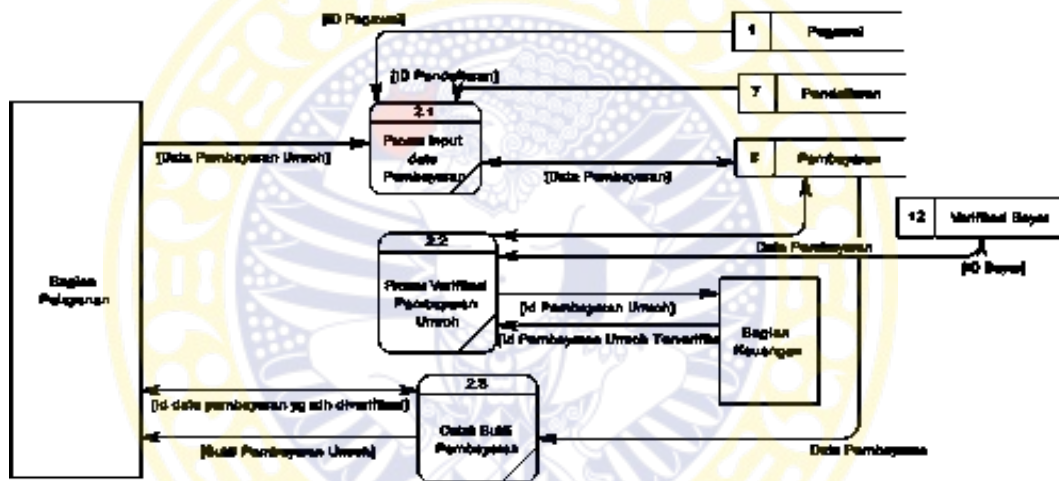 [ID Pegawai]
1 Pegawai
[ID Pendaftaran]
7 Pendaftaran
2.1
Proses Input
data
Pembayaran
[Data Pembayaran Umroh]
[Data Pembayaran]
Pembayaran
12 Verifikasi Bayar
2.2
Data Pembayaran
[ID Bayar]
Bagian
Pelayanan
Proses Verifikasi
Pembayaran
Umroh
[Id Pembayaran Umroh]
[Id Pembayaran Umroh Terverifika
Bagian
Keuangan
2.3
[Id data pembayaran yg sdh diverifikasi]
Cetak Bukti
Pembayaran
[Bukti Pembayaran Umroh]
Data Pembayara